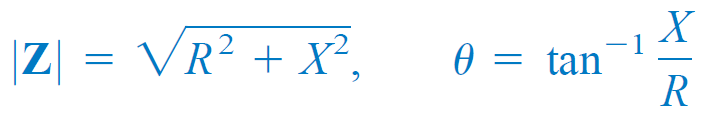 |Z| = √R² + X², θ = tan⁻¹ X/R